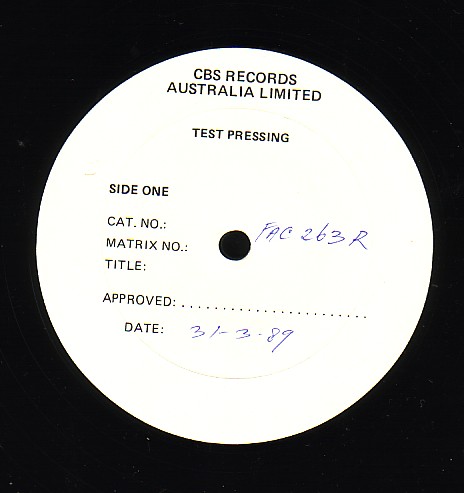 CBS RECORDS
AUSTRALIA LIMITED
TEST PRESSING
SIDE ONE
CAT. NO.:
FAC 263 R
MATRIX NO.:
TITLE:
APPROVED: . . . . . . . . . . . . . . . . . . . . . . .
DATE: 31-3-89